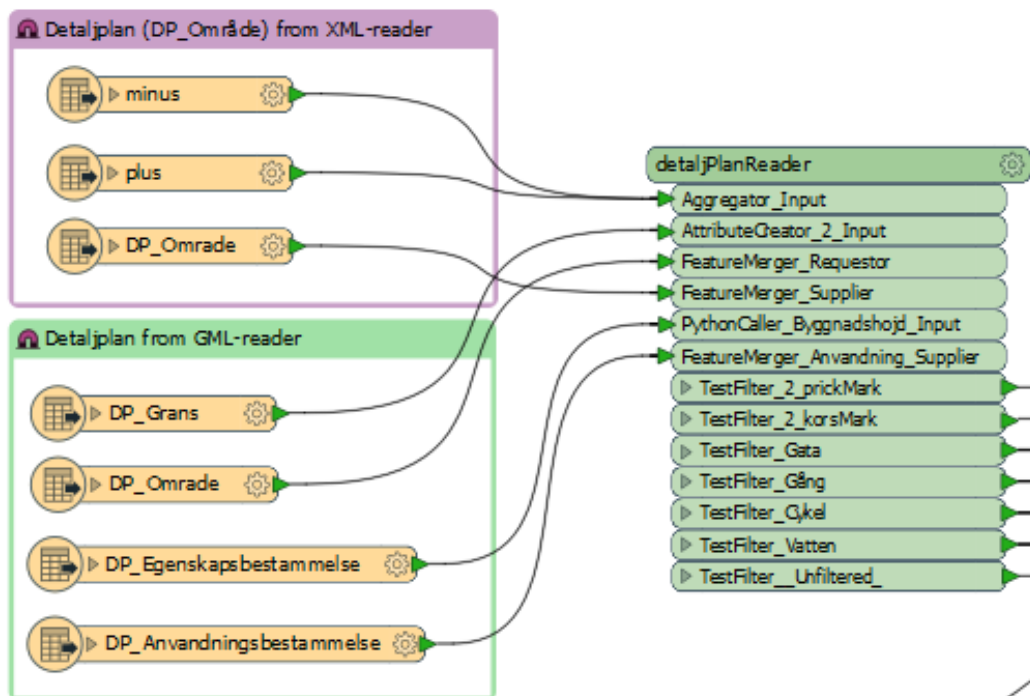 Detaljplan (DP_Område) from XML-reader
minus
plus
DP_Omrade
Detaljplan from GML-reader
DP_Grans
DP_Omrade
DP_Egenskapsbestammelse
DP_Anvandningsbestammelse
detaljPlanReader
Aggregator_Input
AttributeCreator_2_Input
FeatureMerger_Requestor
FeatureMerger_Supplier
PythonCaller_Byggnadshojd_Input
FeatureMerger_Anvandning_Supplier
TestFilter_2_prickMark
TestFilter_2_korsMark
TestFilter_Gata
TestFilter_Gång
TestFilter_Cykel
TestFilter_Vatten
TestFilter__Unfiltered_